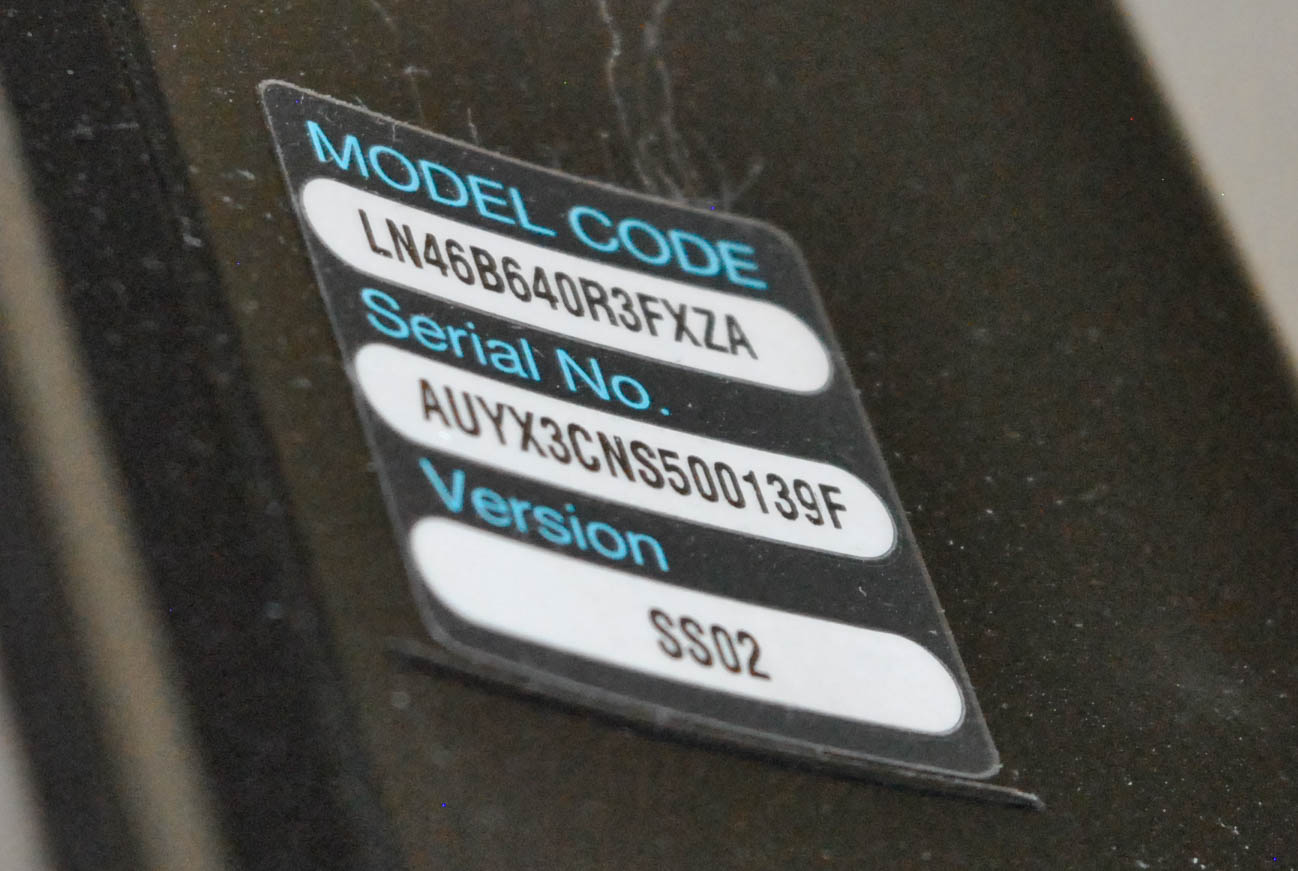 MODEL CODE
LN46B640R3FXZA
Serial No.
AUYX3CNS500139F
Version
SS02